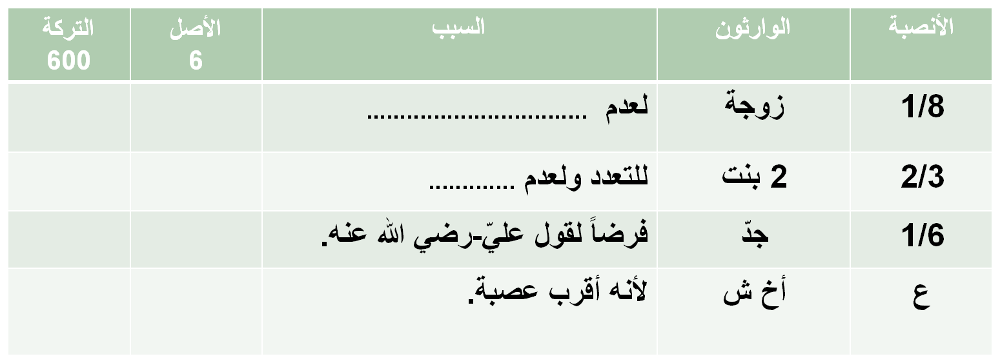 الأنصبة	الوارثون	السبب	الأصل	التركة
6	600
1/8	زوجة	لعدم .................................
2/3	2 بنت	للتعدد ولعدم .............
1/6	جدّ	فرضاً لقول عليّ-رضي الله عنه.
ع	أخ ش	لأنه أقرب عصبة.